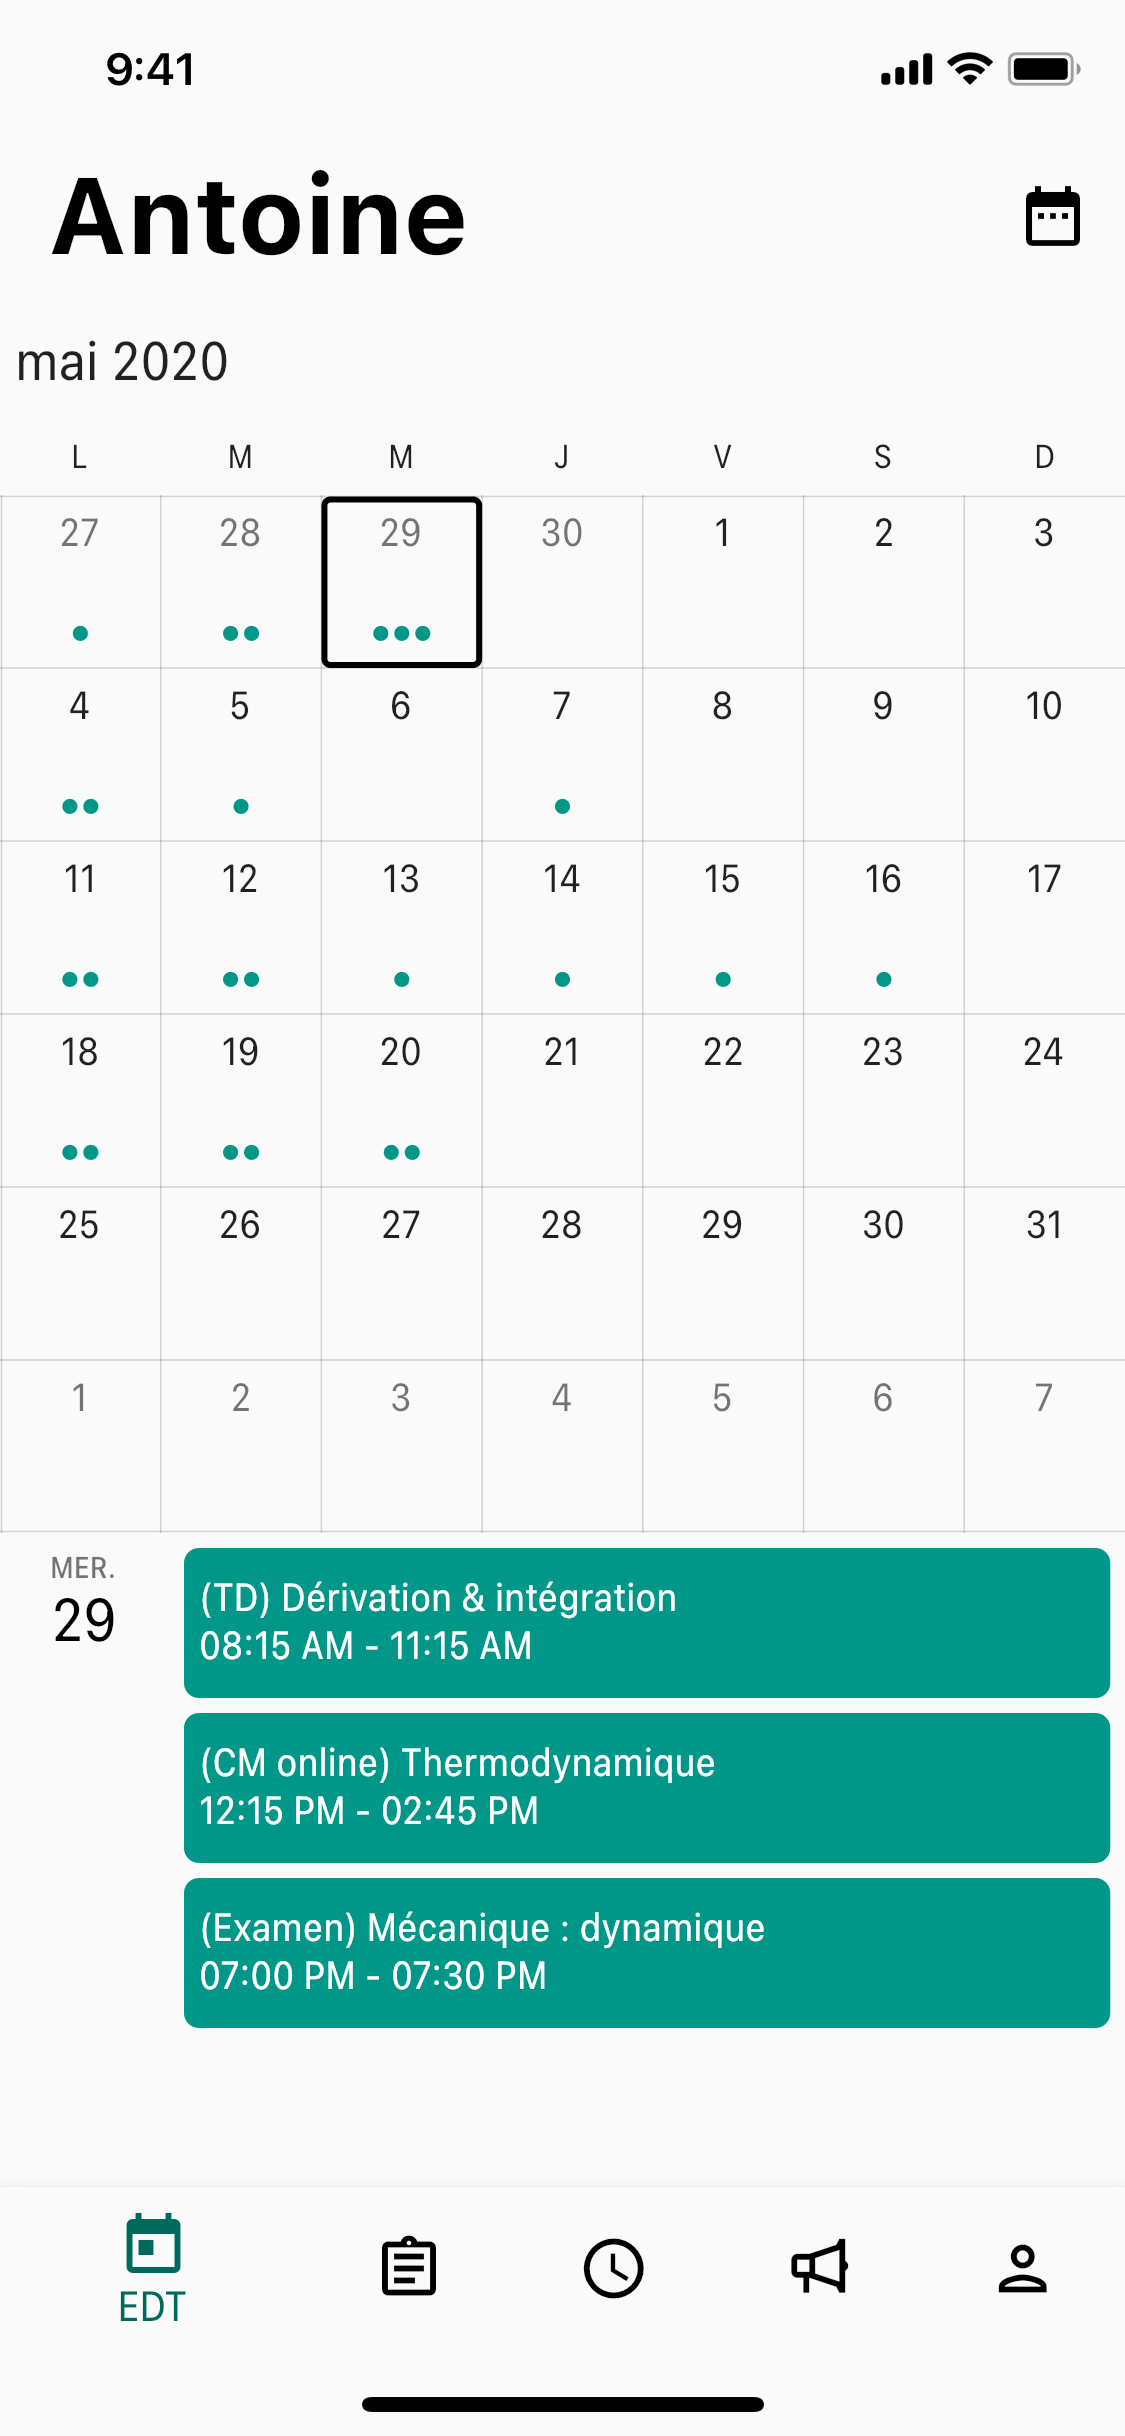 9:41
Antoine
mai 2020
L M M J V S D
27 28 29 30 1 2 3
4 5 6 7 8 9 10
11 12 13 14 15 16 17
18 19 20 21 22 23 24
25 26 27 28 29 30 31
1 2 3 4 5 6 7
MER.
29
(TD) Dérivation & intégration
08:15 AM - 11:15 AM
(CM online) Thermodynamique
12:15 PM - 02:45 PM
(Examen) Mécanique : dynamique
07:00 PM - 07:30 PM
EDT